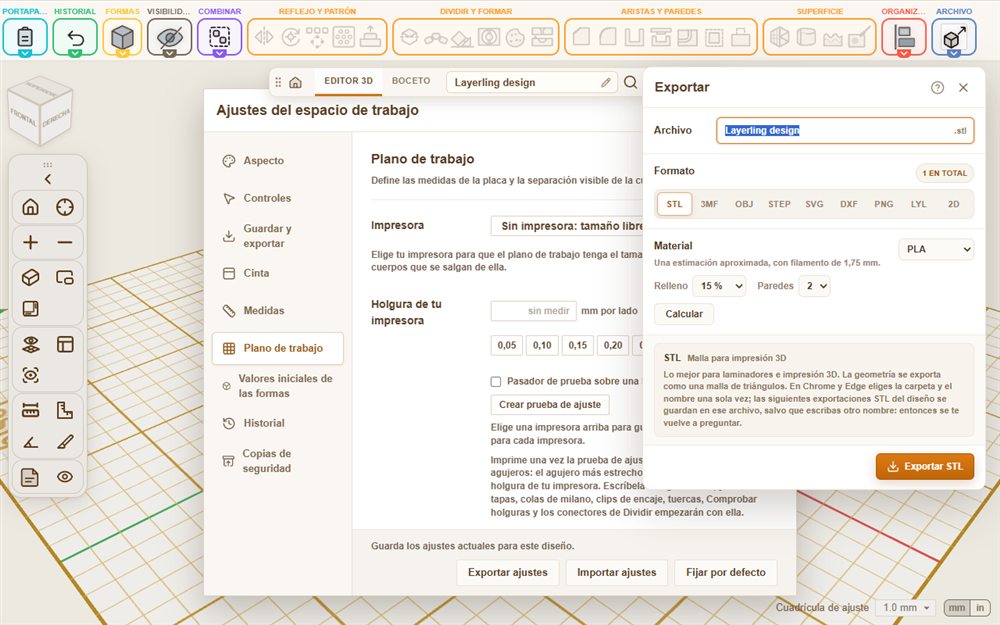 PORTAPA...
HISTORIAL
FORMAS
VISIBILID...
COMBINAR
REFLEJO Y PATRÓN
DIVIDIR Y FORMAR
ARISTAS Y PAREDES
SUPERFICIE
ORGANIZ...
ARCHIVO
SUPERIOR
FRONTAL
DERECHA
EDITOR 3D
BOCETO
Layerling design
Ajustes del espacio de trabajo
Aspecto
Controles
Guardar y
exportar
Cinta
Medidas
Plano de trabajo
Valores iniciales de
las formas
Historial
Copias de
seguridad
Plano de trabajo
Define las medidas de la placa y la separación visible de la c
Impresora
Sin impresora: tamaño libre
Elige tu impresora para que el plano de trabajo tenga el tama
cuerpos que se salgan de ella.
Holgura de tu
impresora
sin medir
mm por lado
0,05
0,10
0,15
0,20
Pasador de prueba sobre una
Crear prueba de ajuste
Elige una impresora arriba para gu
para cada impresora.
Imprime una vez la prueba de ajus
agujeros: el agujero más estrecho
holgura de tu impresora. Escríbela
tapas, colas de milano, clips de encaje, tuercas, Comprobar
holguras y los conectores de Dividir empezarán con ella.
Guarda los ajustes actuales para este diseño.
Exportar ajustes
Importar ajustes
Fijar por defecto
Exportar
Archivo
Layerling design
.stl
Formato
1 EN TOTAL
STL
3MF
OBJ
STEP
SVG
DXF
PNG
LYL
2D
Material
PLA
Una estimación aproximada, con filamento de 1,75 mm.
Relleno
15 %
Paredes
2
Calcular
STL Malla para impresión 3D
Lo mejor para laminadores e impresión 3D. La geometría se exporta
como una malla de triángulos. En Chrome y Edge eliges la carpeta y el
nombre una sola vez; las siguientes exportaciones STL del diseño se
guardan en ese archivo, salvo que escribas otro nombre: entonces se te
vuelve a preguntar.
Exportar STL
Cuadrícula de ajuste
1.0 mm
mm
in